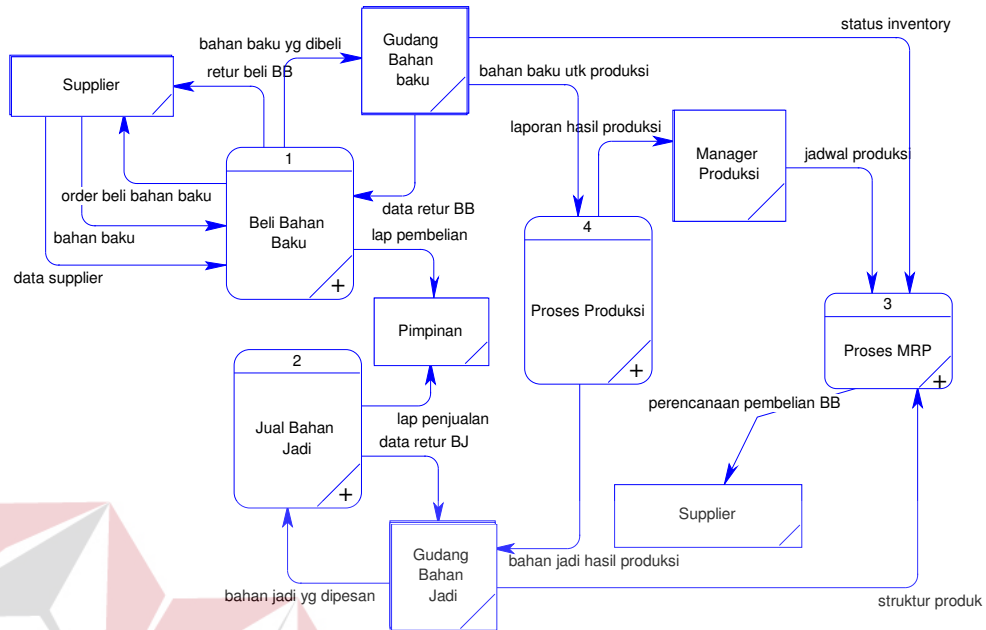 status inventory
bahan baku yg dibeli
Gudang
Bahan
baku
retur beli BB
bahan baku utk produksi
Supplier
laporan hasil produksi
Manager
Produksi
jadwal produksi
1
order beli bahan baku
data retur BB
Beli Bahan
Baku
bahan baku
lap pembelian
4
data supplier
Pimpinan
Proses Produksi
3
Proses MRP
2
perencanaan pembelian BB
lap penjualan
Jual Bahan
Jadi
data retur BJ
Supplier
Gudang
Bahan
Jadi
bahan jadi hasil produksi
bahan jadi yg dipesan
struktur produk